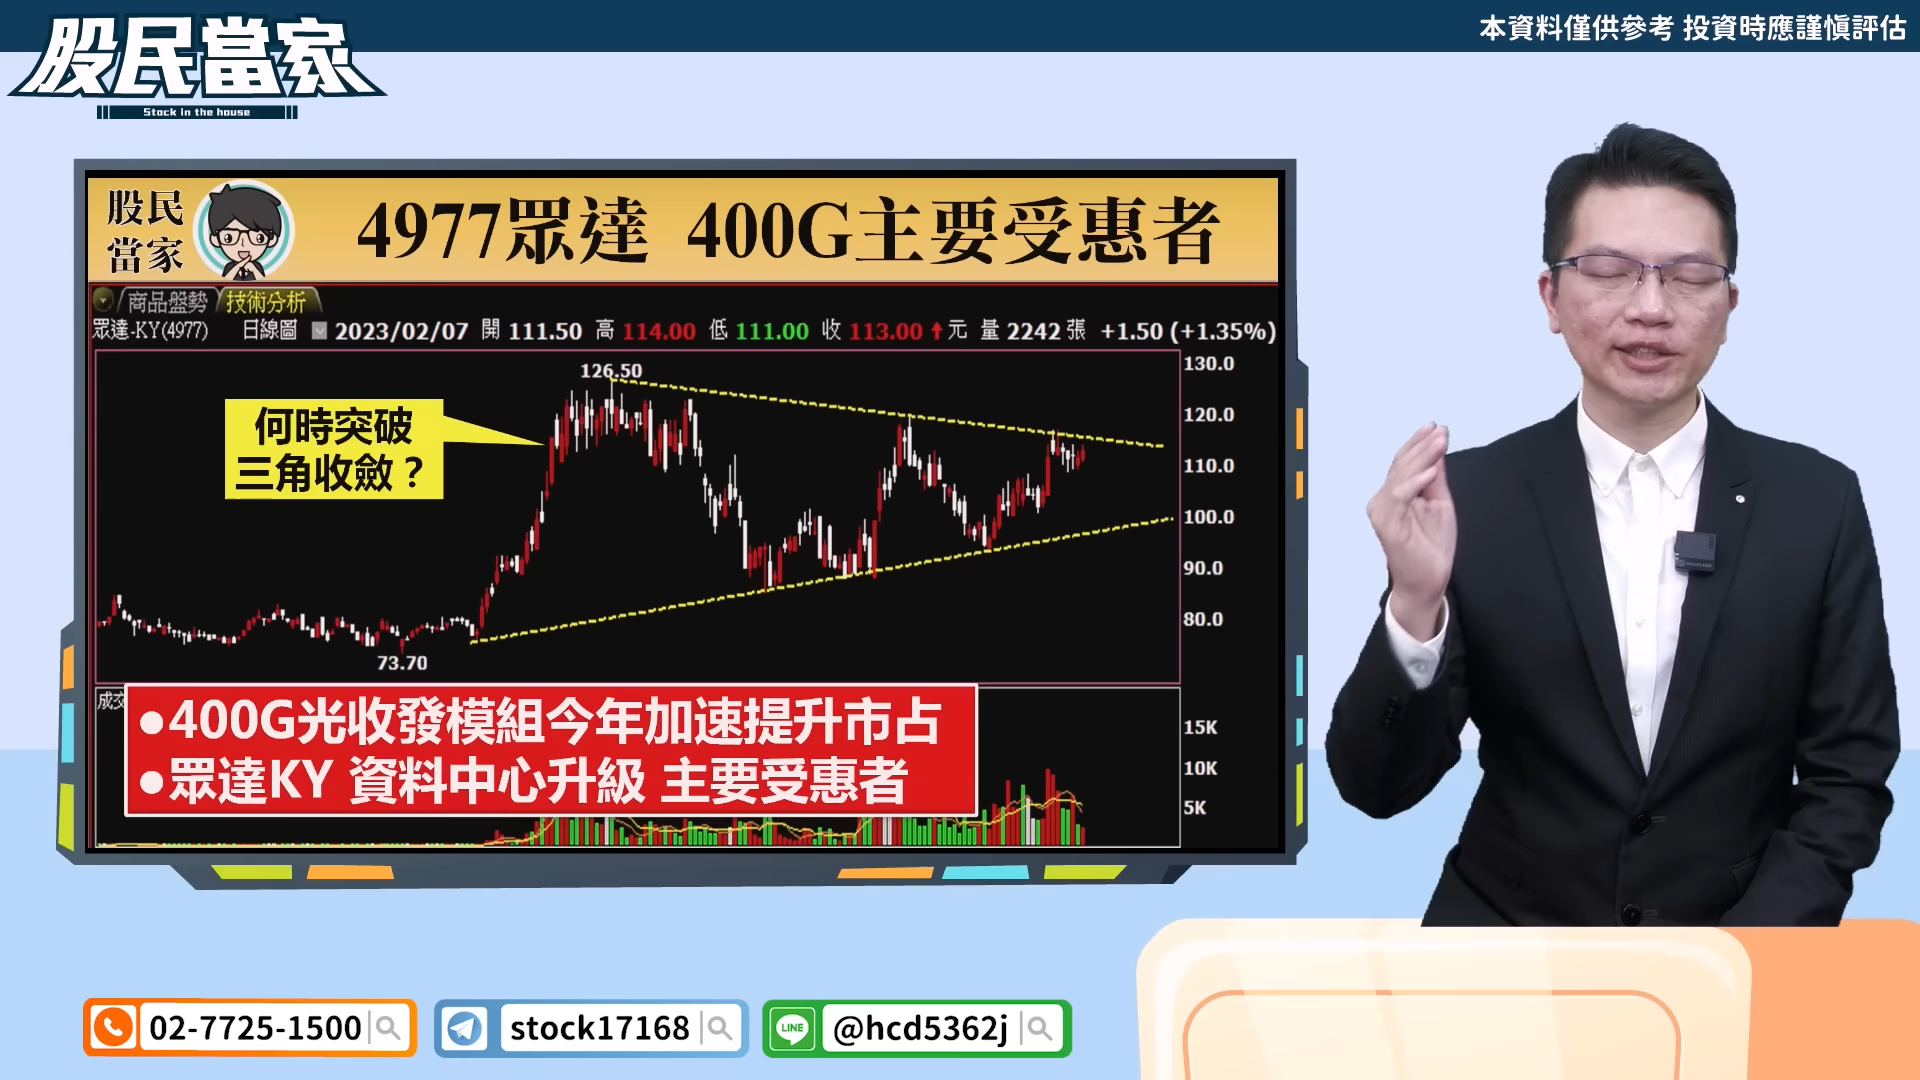 股民當家
Stock in the house
本資料僅供參考 投資時應謹慎評估
股民
當家
4977眾達 400G主要受惠者
商品盤勢 技術分析
眾達-KY(4977) 日線圖 2023/02/07 開 111.50 高 114.00 低 111.00 收 113.00 ↑元 量 2242 張 +1.50 (+1.35%)
130.0
126.50
120.0
何時突破
三角收斂？
110.0
100.0
90.0
80.0
73.70
成交
●400G光收發模組今年加速提升市占
●眾達KY 資料中心升級 主要受惠者
15K
10K
5K
02-7725-1500
stock17168
LINE
@hcd5362j